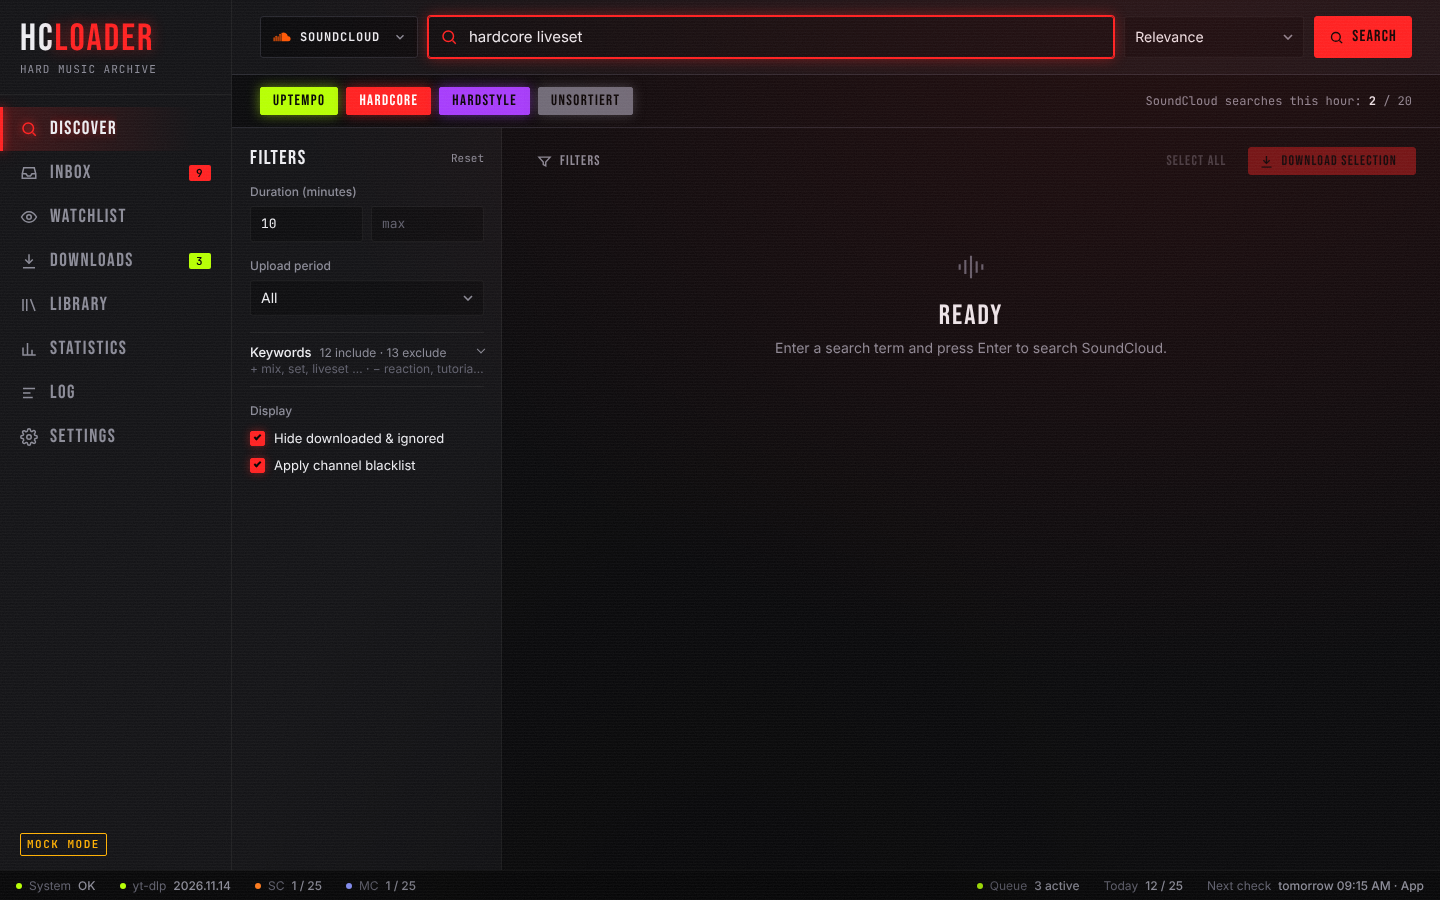 HCLOADER
HARD MUSIC ARCHIVE
DISCOVER
INBOX 9
WATCHLIST
DOWNLOADS 3
LIBRARY
STATISTICS
LOG
SETTINGS
MOCK MODE
SOUNDCLOUD
hardcore liveset
Relevance
SEARCH
UPTEMPO HARDCORE HARDSTYLE UNSORTIERT
SoundCloud searches this hour: 2 / 20
FILTERS Reset
Duration (minutes)
10 max
Upload period
All
Keywords 12 include · 13 exclude
+ mix, set, liveset ... · − reaction, tutoria...
Display
Hide downloaded & ignored
Apply channel blacklist
FILTERS
SELECT ALL
DOWNLOAD SELECTION
READY
Enter a search term and press Enter to search SoundCloud.
System OK yt-dlp 2026.11.14 SC 1 / 25 MC 1 / 25
Queue 3 active Today 12 / 25 Next check tomorrow 09:15 AM · App